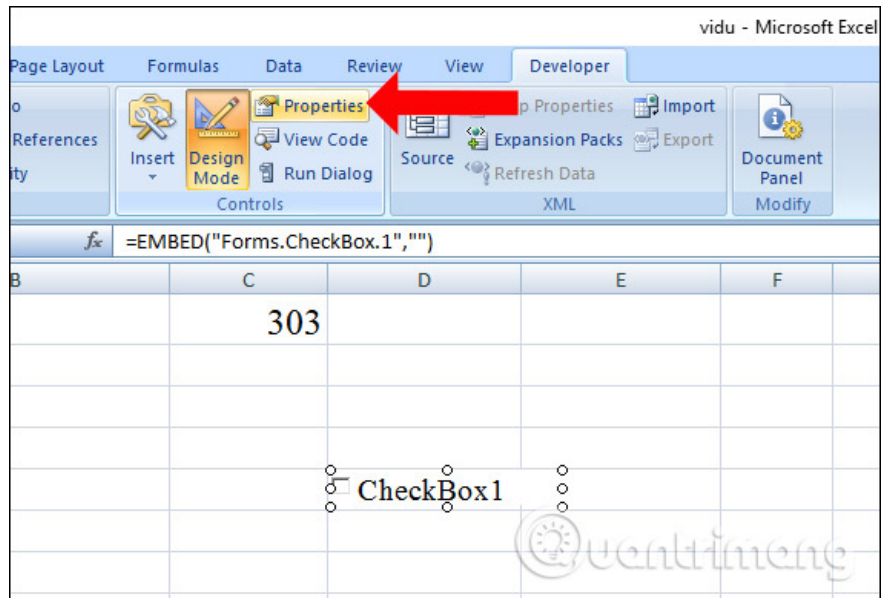 vidu - Microsoft Excel
Page Layout Formulas Data Review View Developer
o Properties p Properties Import
References View Code Expansion Packs Export
ity Insert Design Mode Run Dialog Source Refresh Data Document Panel
Controls XML Modify
fx =EMBED("Forms.CheckBox.1","")
B C D E F
303
CheckBox1
Quantrimang